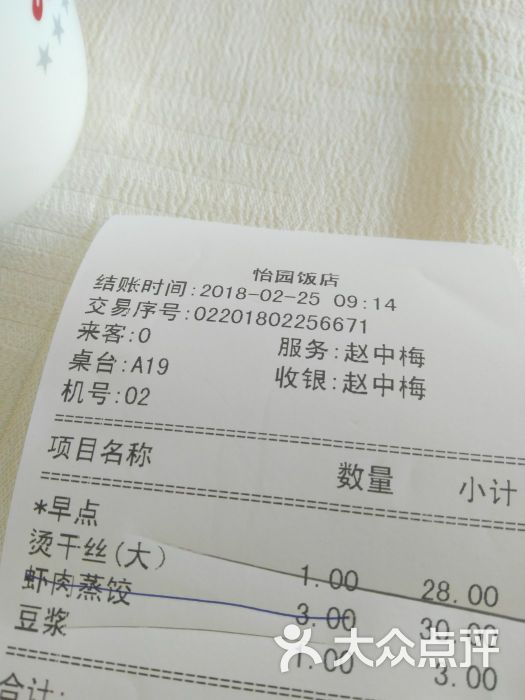 怡园饭店
结账时间:2018-02-25 09:14
交易序号:02201802256671
来客:0 服务:赵中梅
桌台:A19 收银:赵中梅
机号:02
项目名称 数量 小计
*早点
烫干丝(大) 1.00 28.00
虾肉蒸饺 3.00 30.00
豆浆 1.00 3.00
合计:
大众点评